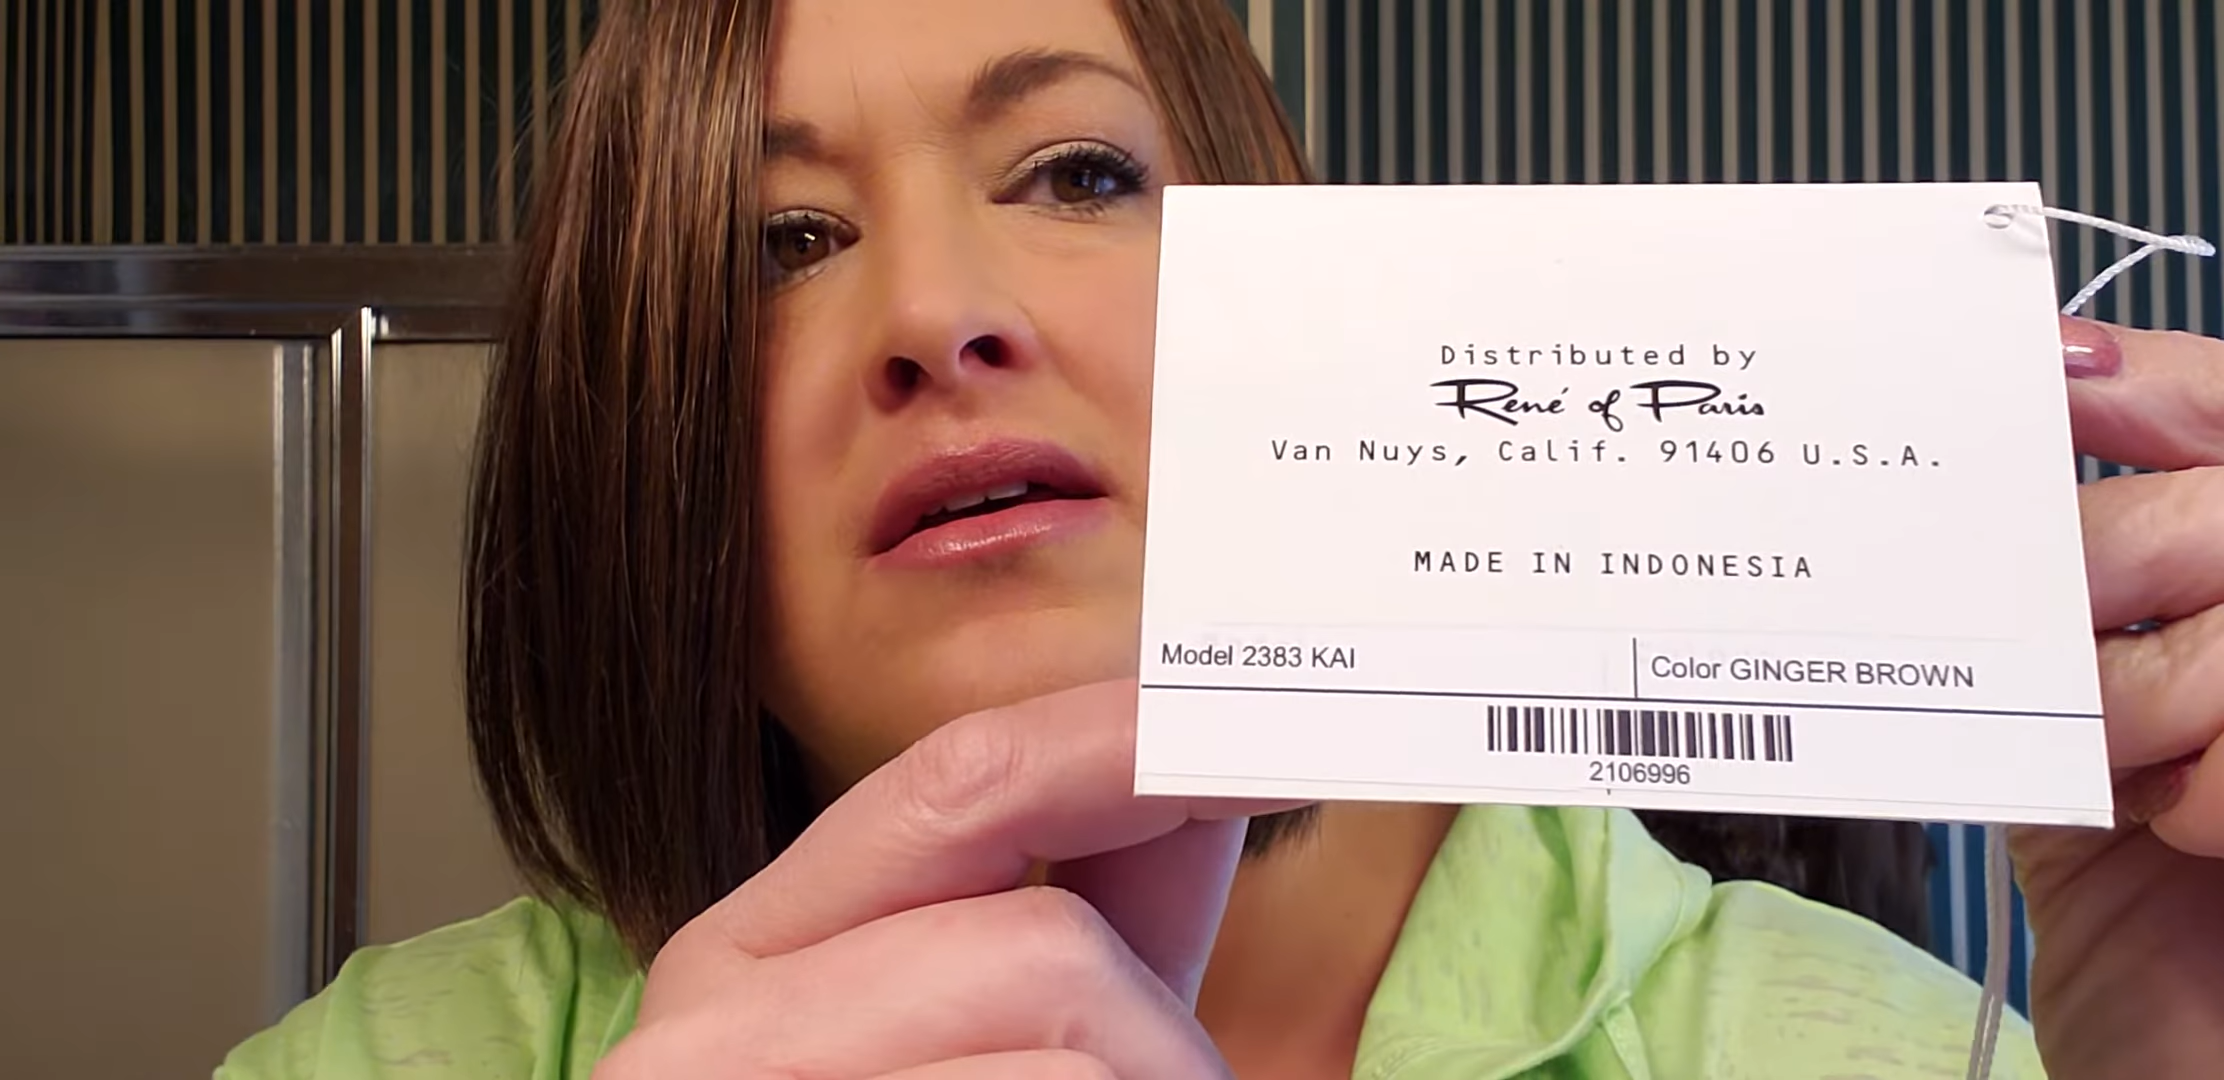 Distributed by
René of Paris
Van Nuys, Calif. 91406 U.S.A.
MADE IN INDONESIA
Model 2383 KAI
Color GINGER BROWN
2106996